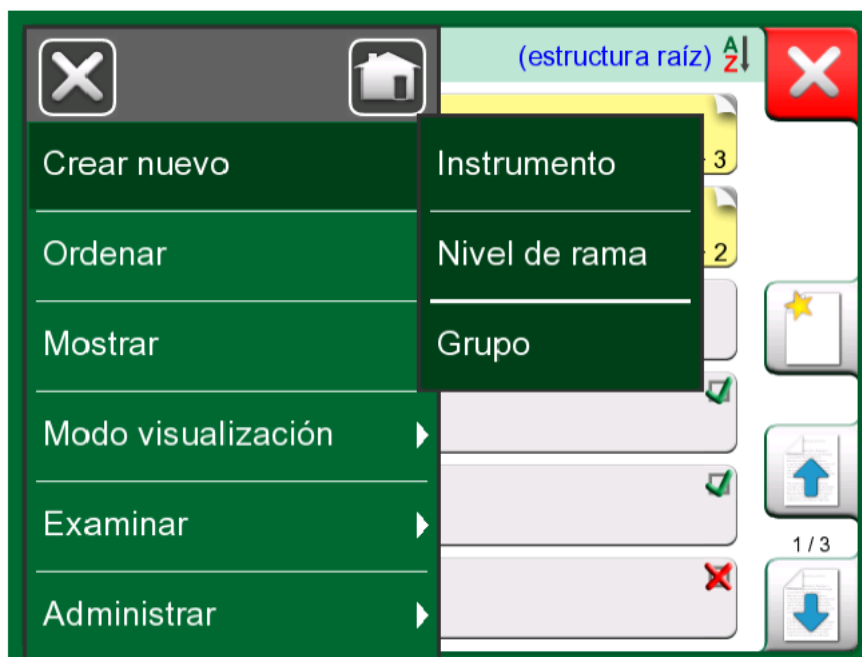 (estructura raíz) AZ
Crear nuevo
Instrumento
3
Ordenar
Nivel de rama
2
Mostrar
Grupo
Modo visualización
Examinar
1 / 3
Administrar